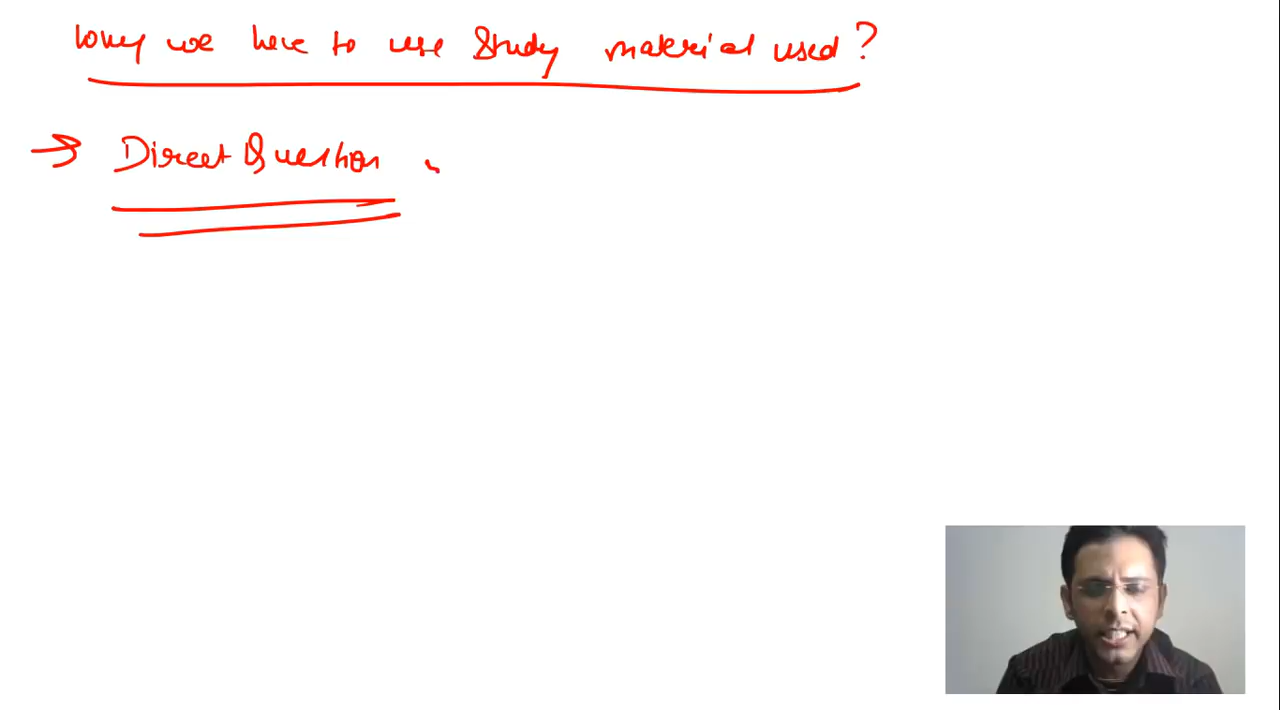 Why we have to use Study material used?
→ Direct Question